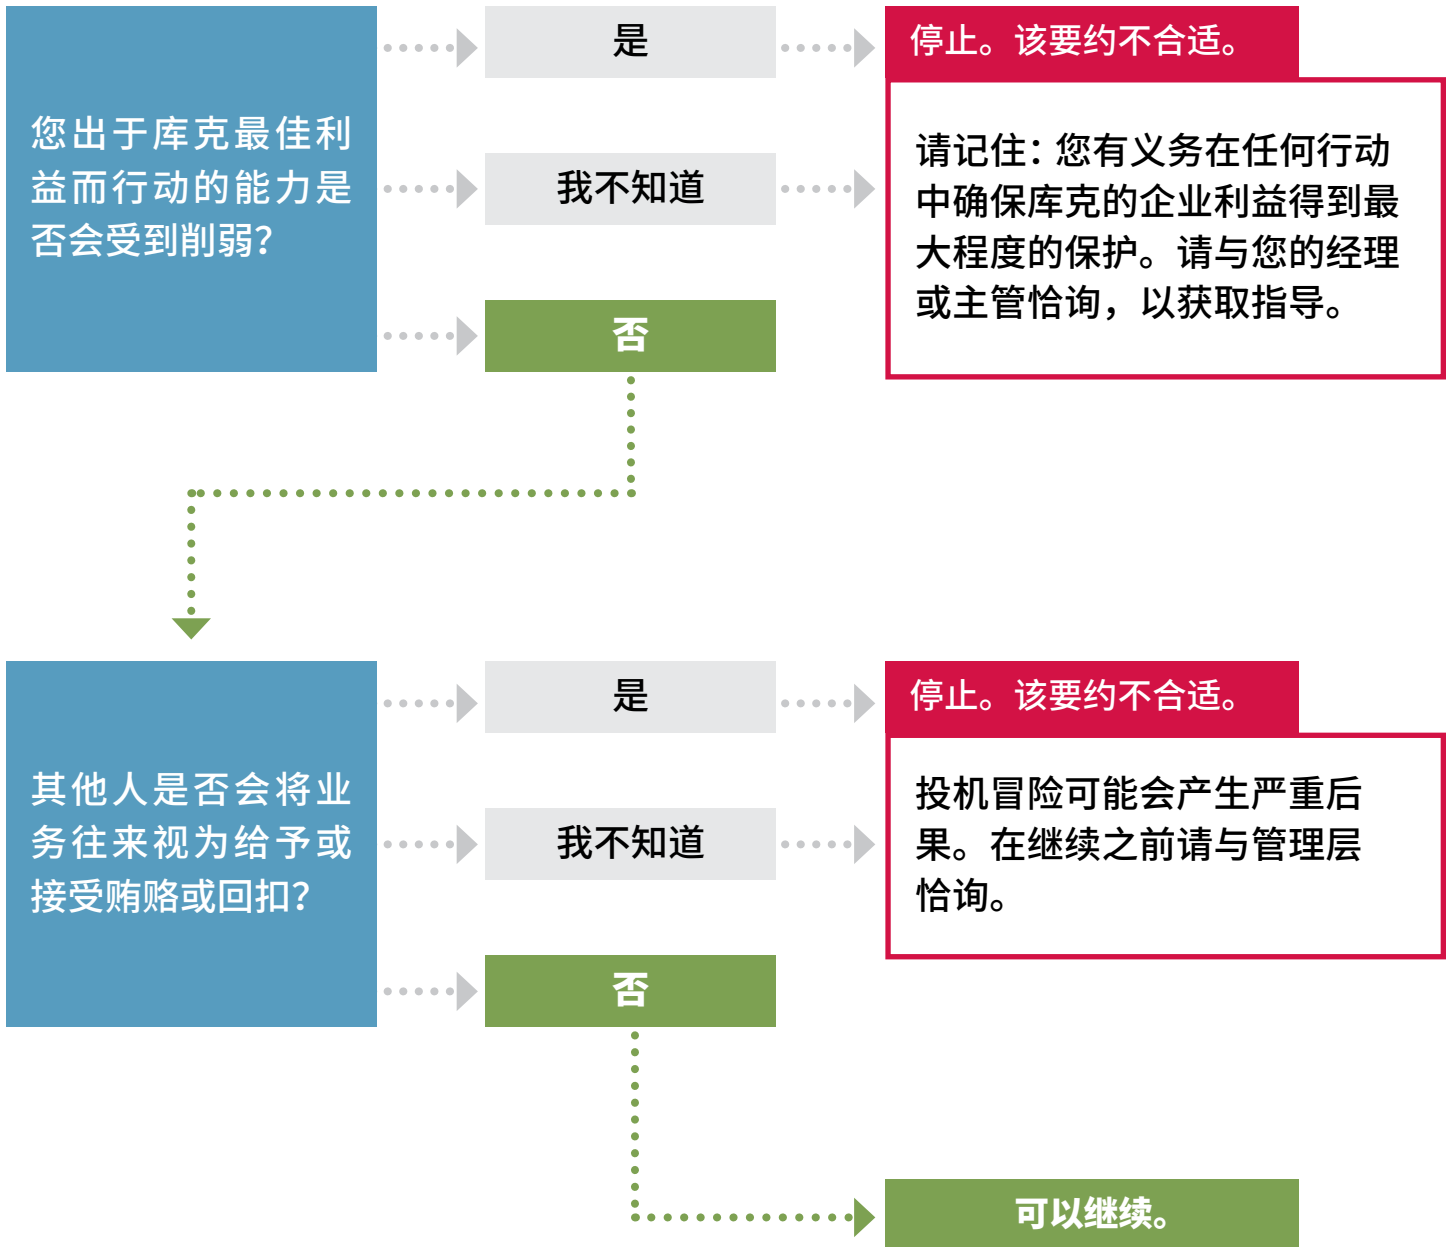 您出于库克最佳利
益而行动的能力是
否会受到削弱？
是
我不知道
否
停止。该要约不合适。
请记住：您有义务在任何行动
中确保库克的企业利益得到最
大程度的保护。请与您的经理
或主管恰询，以获取指导。
其他人是否会将业
务往来视为给予或
接受贿赂或回扣？
是
我不知道
否
停止。该要约不合适。
投机冒险可能会产生严重后
果。在继续之前请与管理层
恰询。
可以继续。